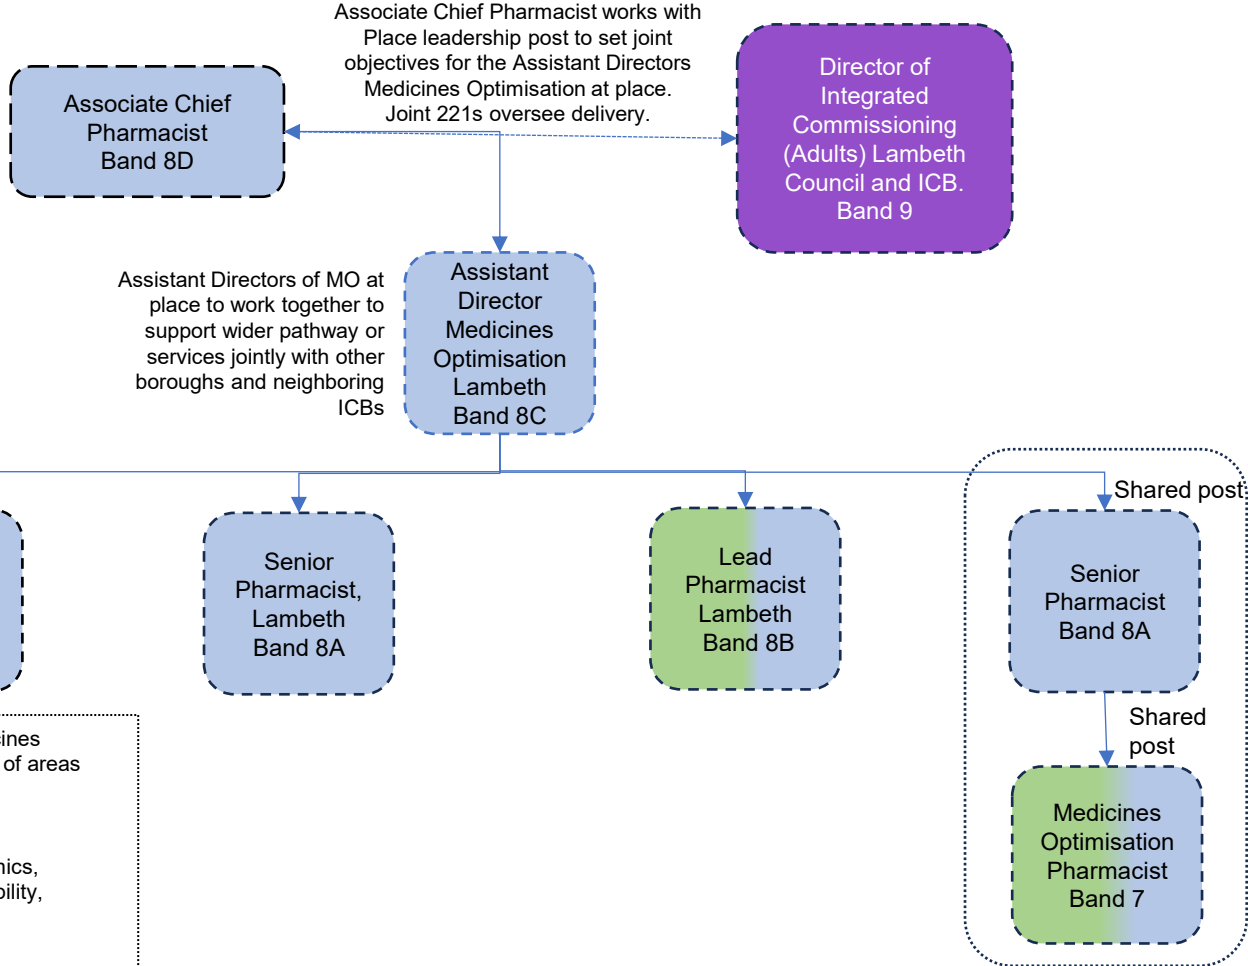 Associate Chief Pharmacist works with
Place leadership post to set joint
objectives for the Assistant Directors
Medicines Optimisation at place.
Joint 221s oversee delivery.
Associate Chief
Pharmacist
Band 8D
Director of
Integrated
Commissioning
(Adults) Lambeth
Council and ICB.
Band 9
Assistant Directors of MO at
place to work together to
support wider pathway or
services jointly with other
boroughs and neighboring
ICBs
Assistant
Director
Medicines
Optimisation
Lambeth
Band 8C
Senior
Pharmacist,
Lambeth
Band 8A
Lead
Pharmacist
Lambeth
Band 8B
Shared post
Senior
Pharmacist
Band 8A
Shared
post
Medicines
Optimisation
Pharmacist
Band 7
of areas